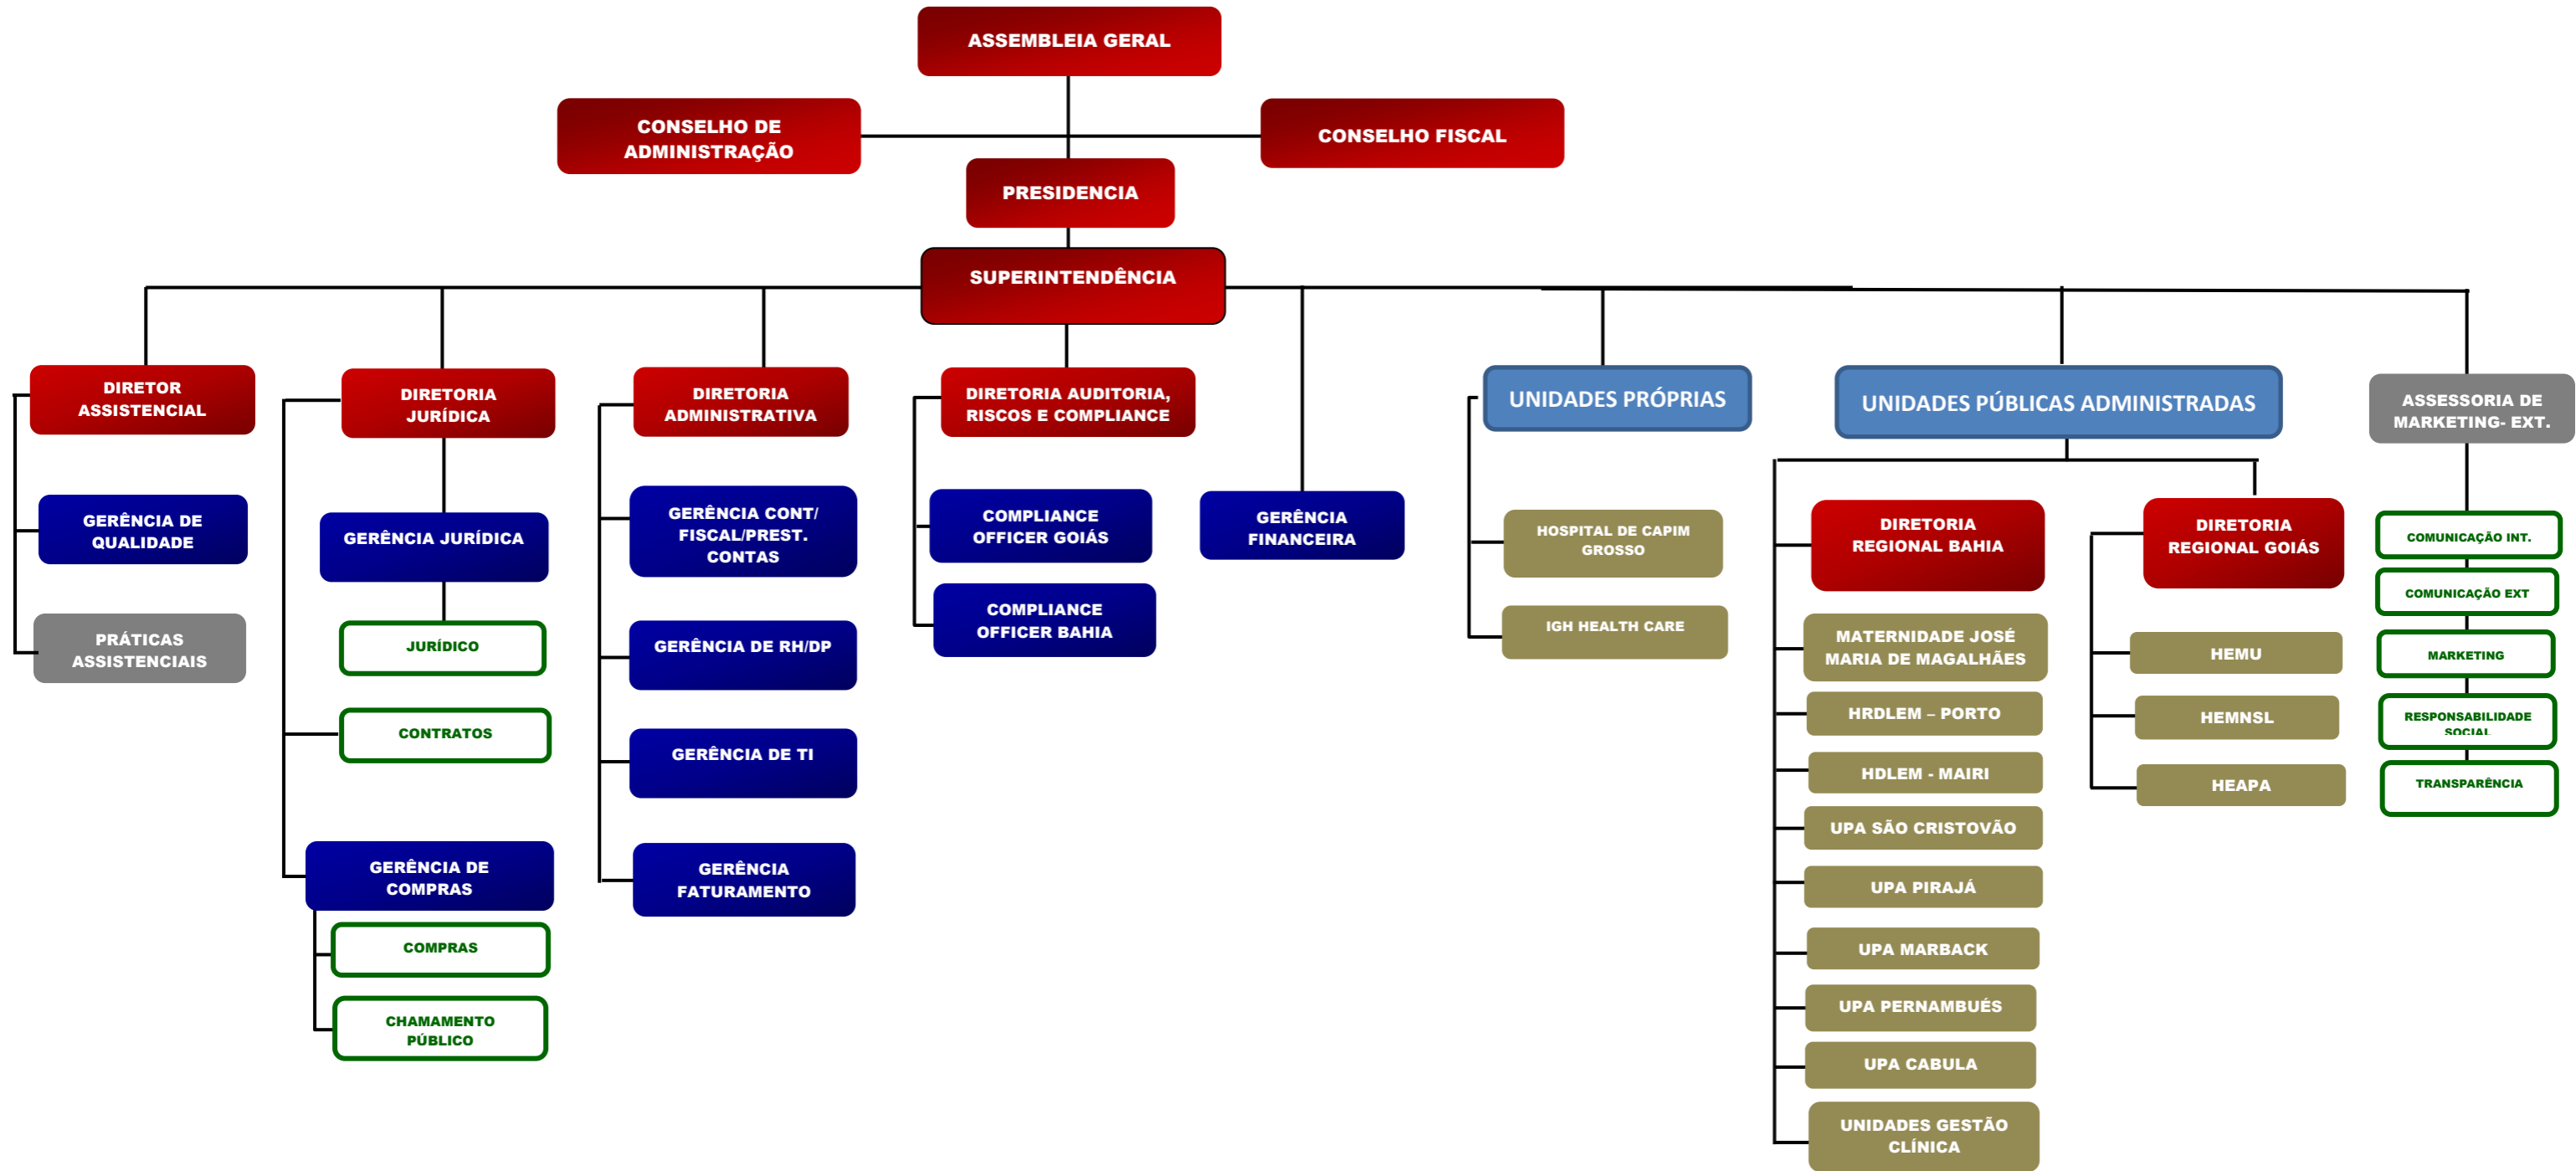 ASSEMBLEIA GERAL
CONSELHO DE
ADMINISTRAÇÃO
CONSELHO FISCAL
PRESIDENCIA
SUPERINTENDÊNCIA
DIRETOR
ASSISTENCIAL
GERÊNCIA DE
QUALIDADE
PRÁTICAS
ASSISTENCIAIS
DIRETORIA
JURÍDICA
GERÊNCIA JURÍDICA
JURÍDICO
CONTRATOS
GERÊNCIA DE
COMPRAS
COMPRAS
CHAMAMENTO
PÚBLICO
DIRETORIA
ADMINISTRATIVA
GERÊNCIA CONT/
FISCAL/PREST.
CONTAS
GERÊNCIA DE RH/DP
GERÊNCIA DE TI
GERÊNCIA
FATURAMENTO
DIRETORIA AUDITORIA,
RISCOS E COMPLIANCE
COMPLIANCE
OFFICER GOIÁS
COMPLIANCE
OFFICER BAHIA
GERÊNCIA
FINANCEIRA
UNIDADES PRÓPRIAS
HOSPITAL DE CAPIM
GROSSO
IGH HEALTH CARE
UNIDADES PÚBLICAS ADMINISTRADAS
DIRETORIA
REGIONAL BAHIA
MATERNIDADE JOSÉ
MARIA DE MAGALHÃES
HRDLEM – PORTO
HDLEM - MAIRI
UPA SÃO CRISTOVÃO
UPA PIRAJÁ
UPA MARBACK
UPA PERNAMBUÉS
UPA CABULA
UNIDADES GESTÃO
CLÍNICA
DIRETORIA
REGIONAL GOIÁS
HEMU
HEMNSL
HEAPA
ASSESSORIA DE
MARKETING- EXT.
COMUNICAÇÃO INT.
COMUNICAÇÃO EXT
MARKETING
RESPONSABILIDADE
SOCIAL
TRANSPARÊNCIA